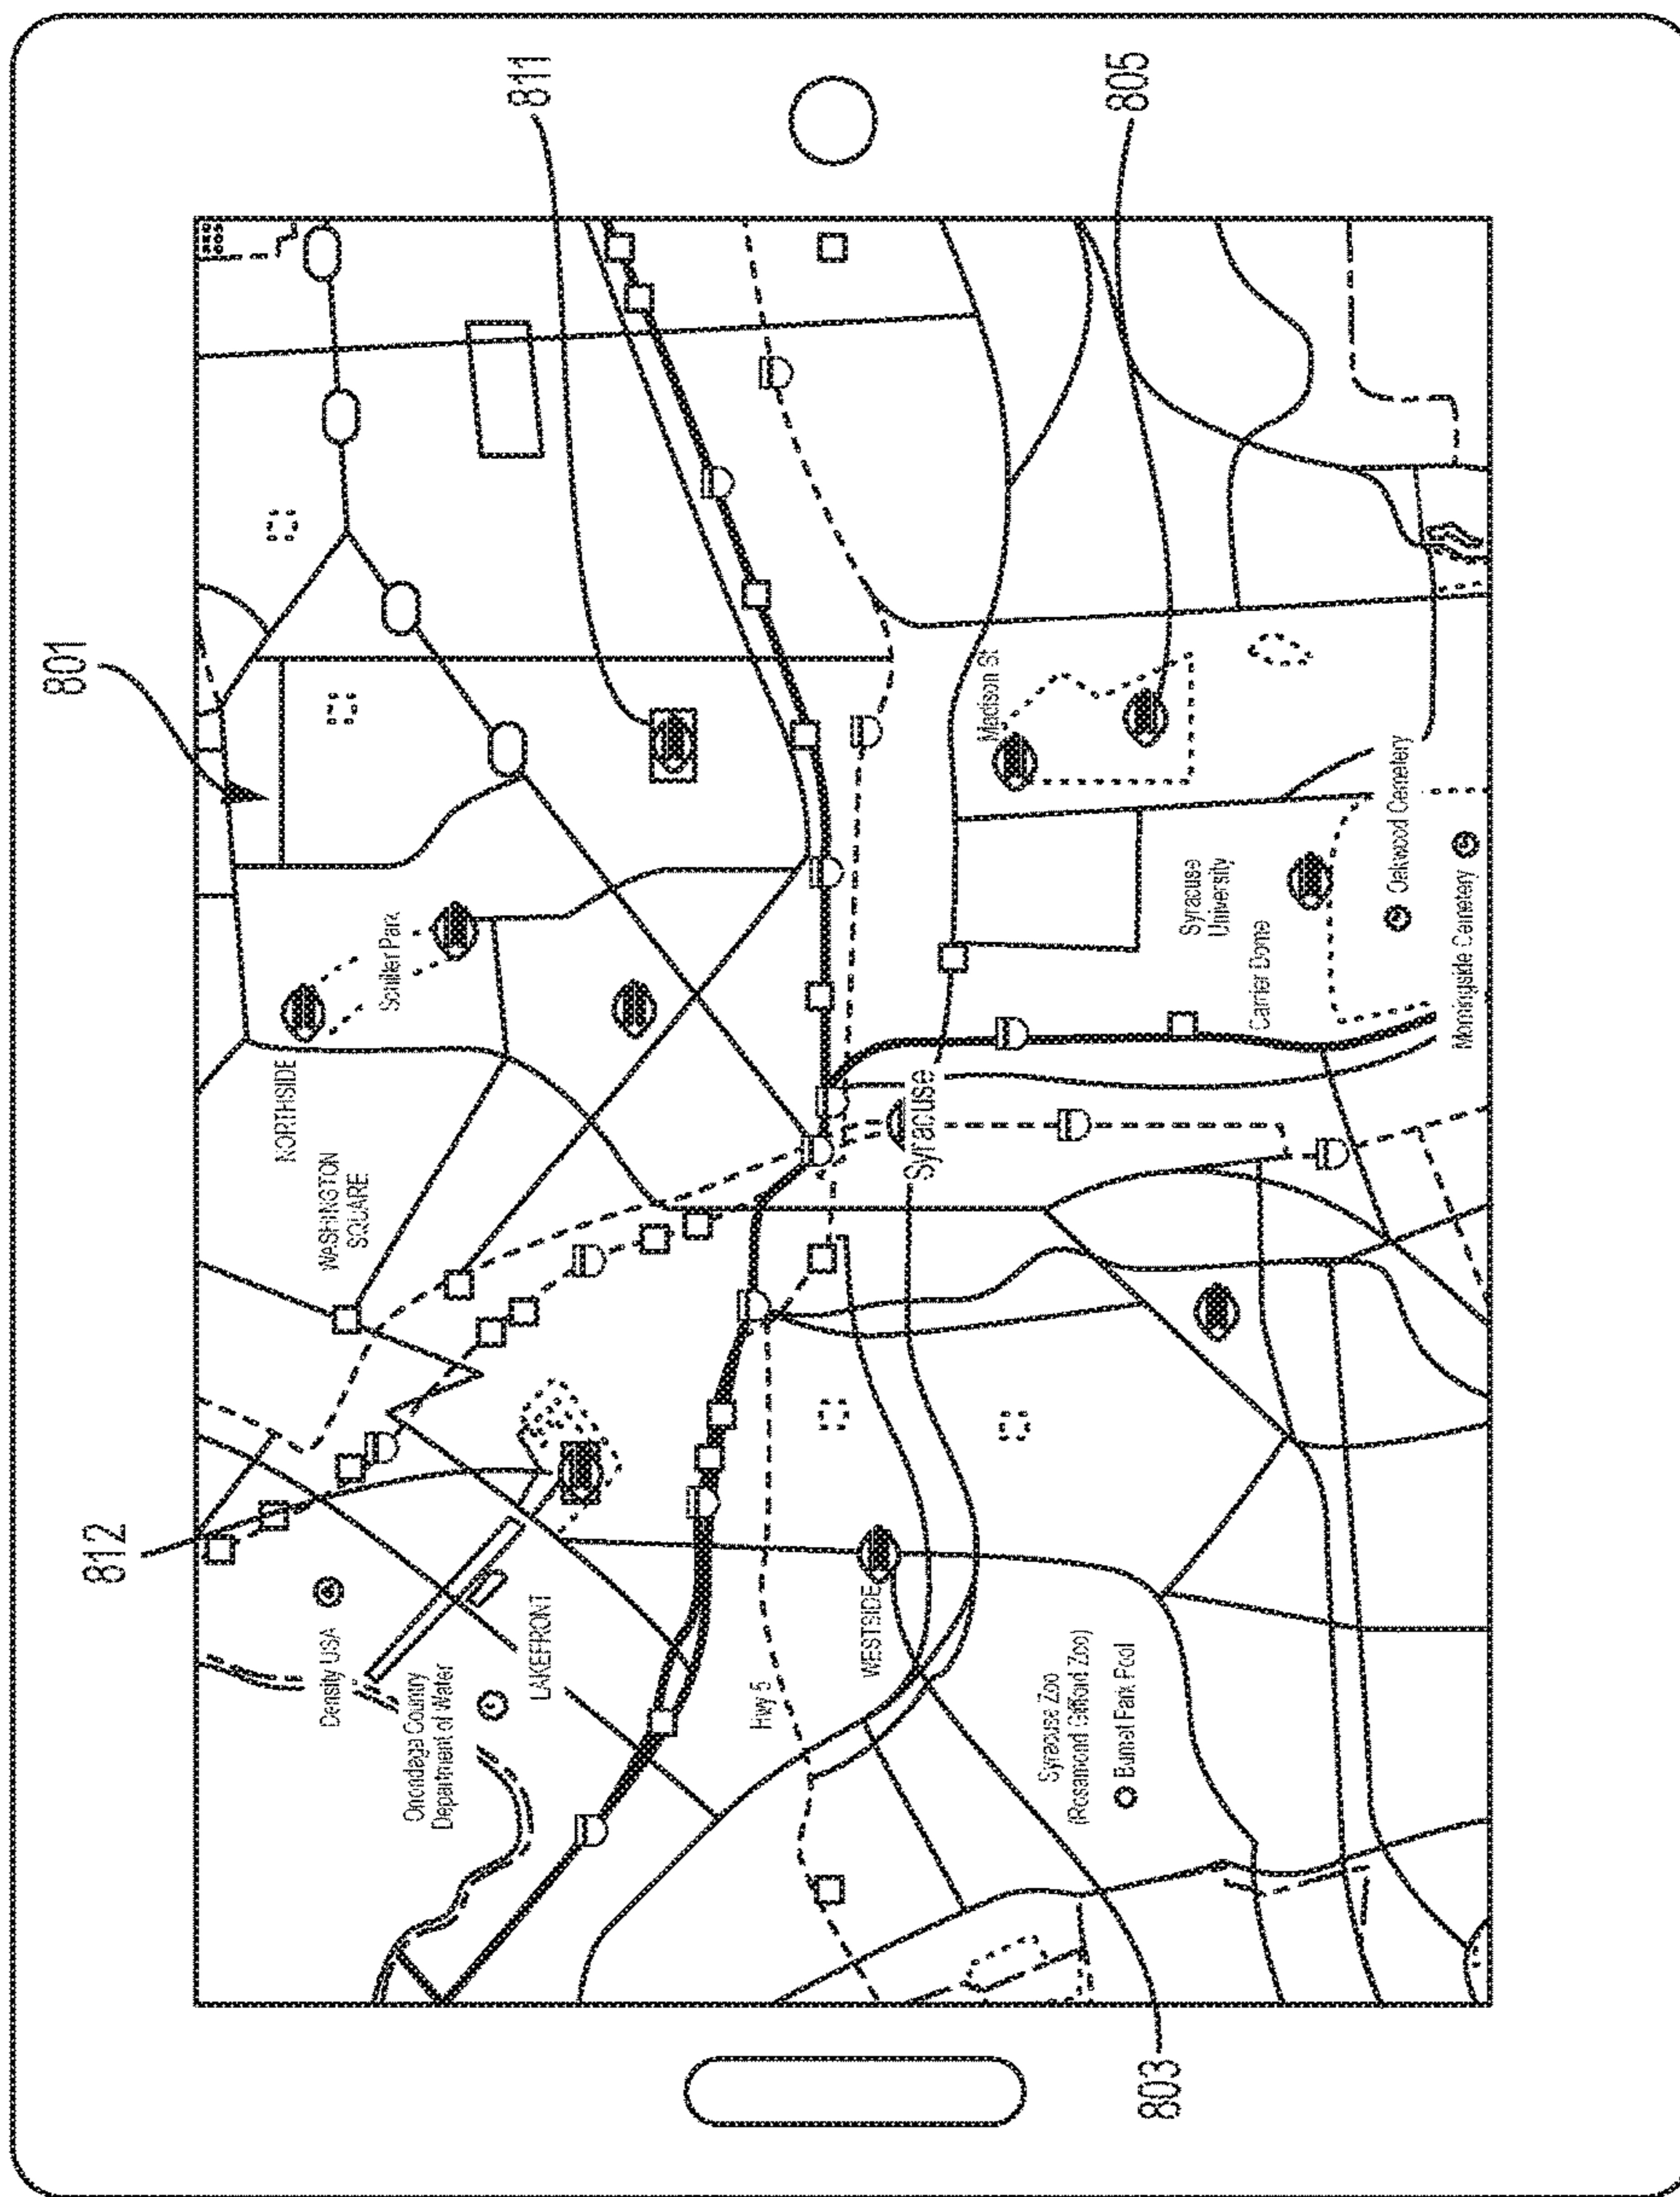 812
801
NORTHSIDE
Density USA
WASHINGTON
SQUARE
Schiller Park
Onondaga Country
Department of Water
LAKEFRONT
811
Hwy 5
WESTSIDE
Syracuse
Madison St
Syracuse Zoo
(Rosamond Gifford Zoo)
Burnet Park Pool
805
803
Syracuse
University
Carrier Dome
Oakwood Cemetery
Morningside Cemetery